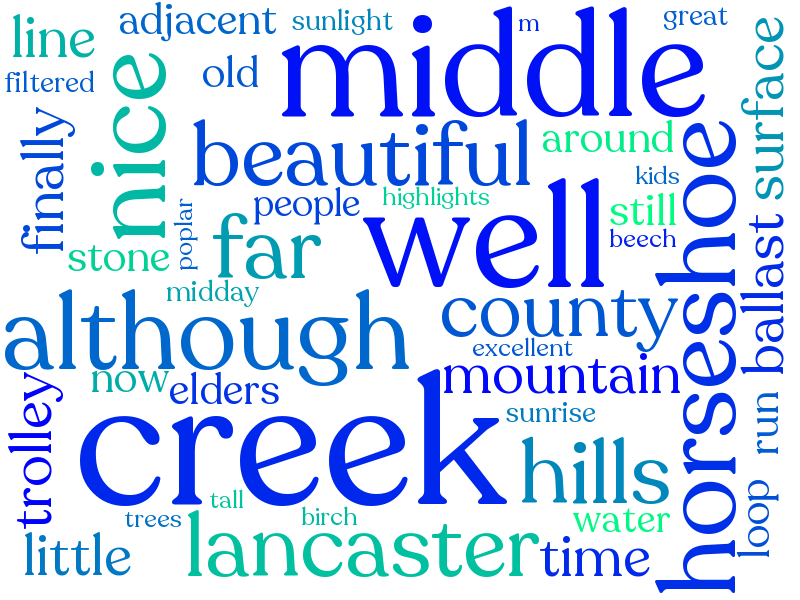 adjacent
sunlight
m
great
line
middle
filtered
old
nice
finally
beautiful
around
surface
kids
people
highlights
still
poplar
far
well
beech
stone
horseshoe
ballast
midday
although
county
excellent
now
elders
mountain
trolley
creek
sunrise
run
hills
loop
tall
trees
birch
water
little
lancaster
time